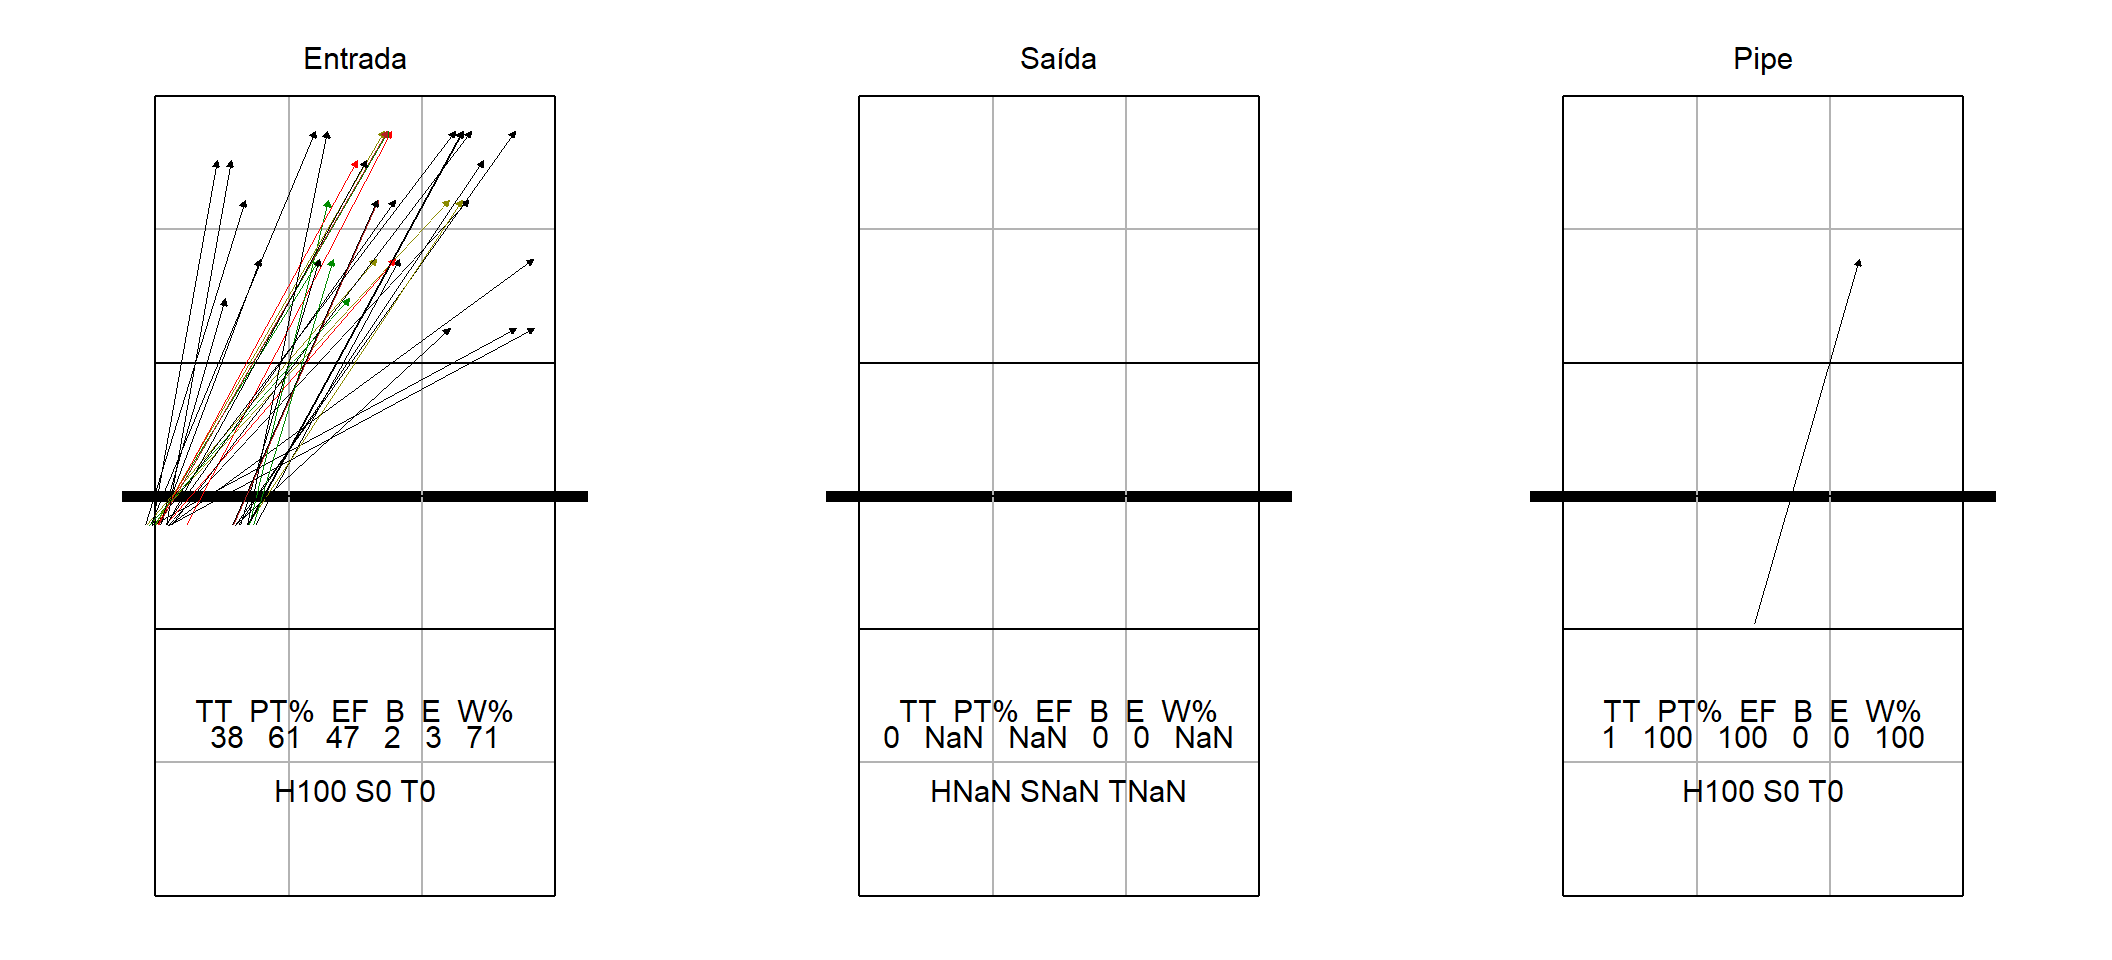 Entrada
TT PT% EF B E W%
38 61 47 2 3 71
H100 S0 T0
Saída
TT PT% EF B E W%
0 NaN NaN 0 0 NaN
HNaN SNaN TNaN
Pipe
TT PT% EF B E W%
1 100 100 0 0 100
H100 S0 T0